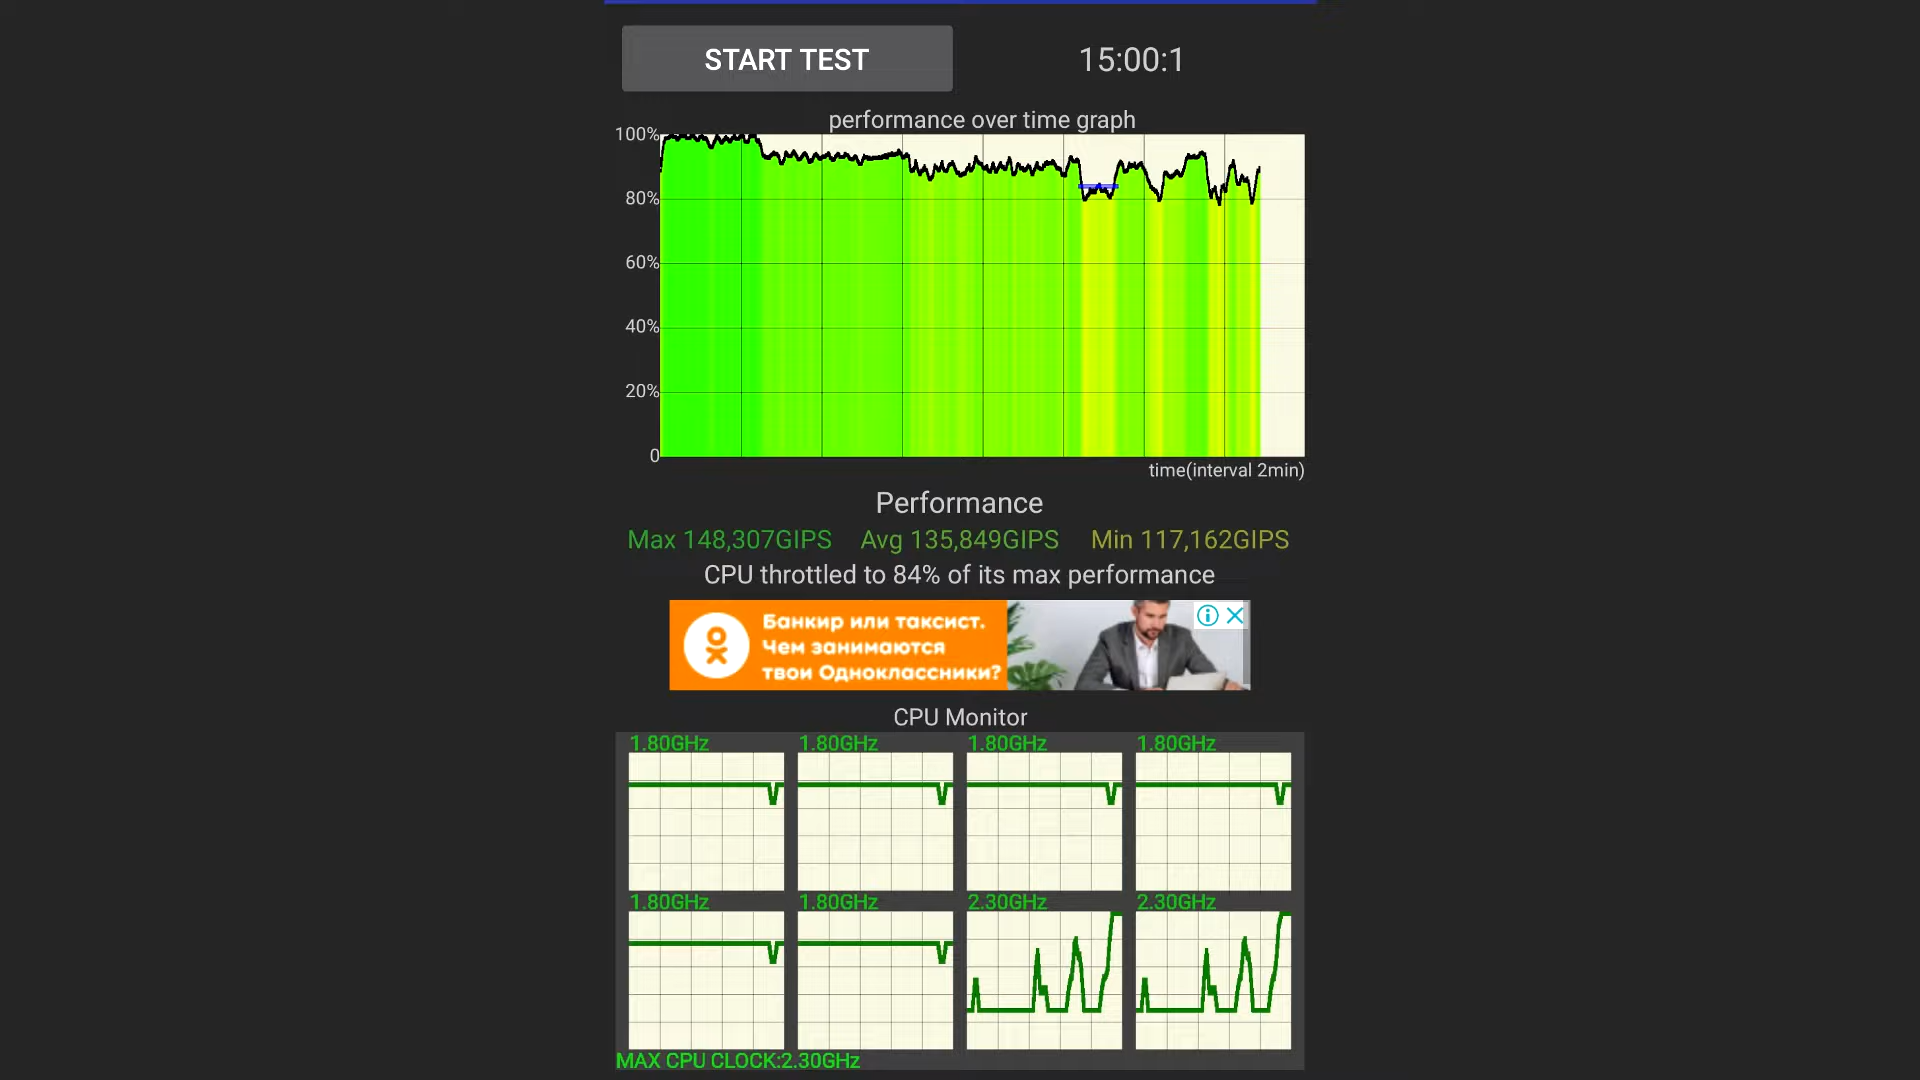 START TEST
15:00:1
performance over time graph
100%
80%
60%
40%
20%
0
time(interval 2min)
Performance
Max 148,307GIPS Avg 135,849GIPS Min 117,162GIPS
CPU throttled to 84% of its max performance
Банкир или таксист.
Чем занимаются
твои Одноклассники?
CPU Monitor
1.80GHz 1.80GHz 1.80GHz 1.80GHz
1.80GHz 1.80GHz 2.30GHz 2.30GHz
MAX CPU CLOCK:2.30GHz